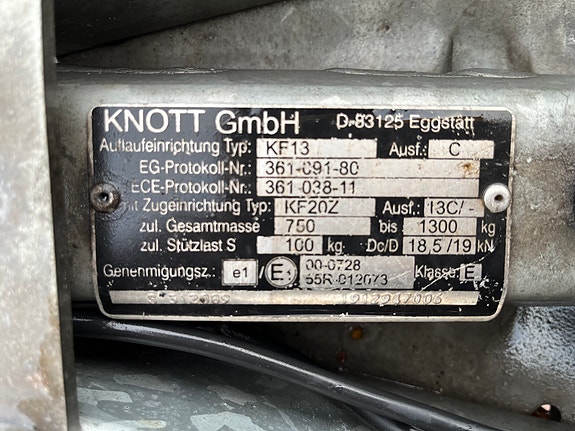 KNOTT GmbH D-83125 Eggstätt
Auflaufeinrichtung Typ: KF13 Ausf.: C
EG-Protokoll-Nr.: 361-091-80
ECE-Protokoll-Nr.: 361-038-11
mit Zugeinrichtung Typ: KF20Z Ausf.: 13C/-
zul. Gesamtmasse 750 bis 1300 kg
zul. Stützlast S 100 kg Dc/D 18,5/19 kN
Genehmigungsz.: e1 / E1 00-0728 Klasse: E
55R-012073